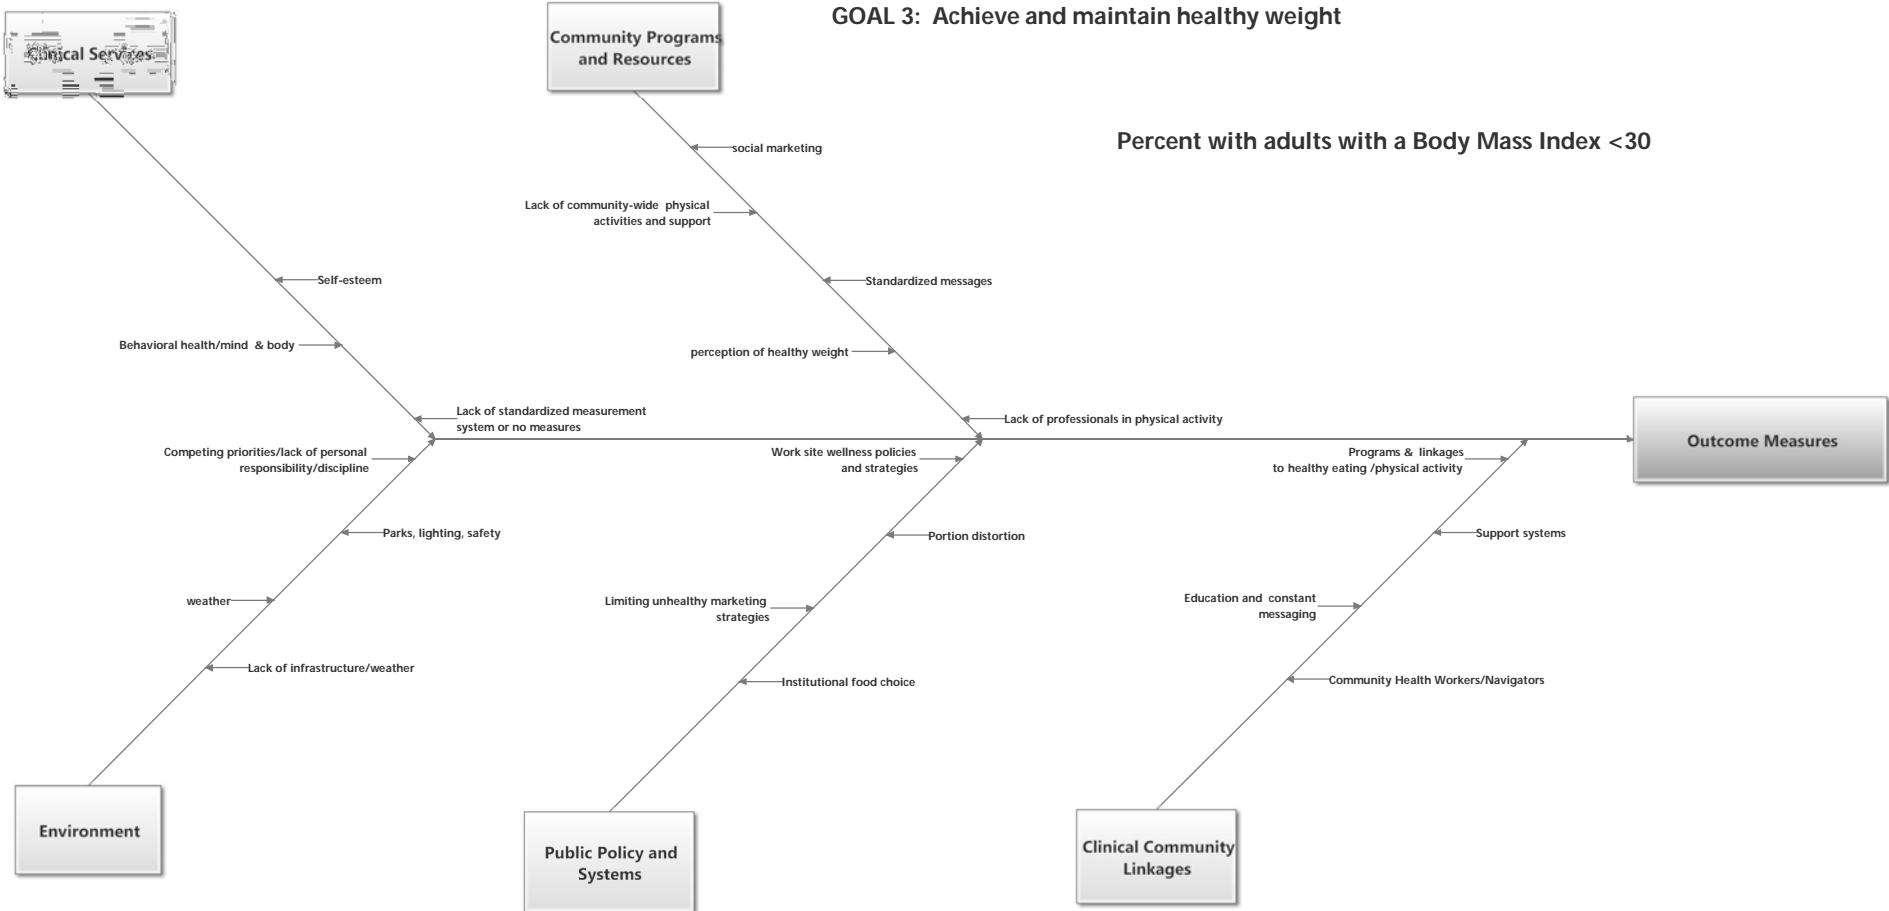 GOAL 3:  Achieve and maintain healthy weight
Clinical Services
Community Programs
and Resources
Percent with adults with a Body Mass Index <30
social marketing
Lack of community-wide  physical
activities and support
Self-esteem
Standardized messages
Behavioral health/mind  & body
perception of healthy weight
Lack of standardized measurement
system or no measures
Lack of professionals in physical activity
Outcome Measures
Competing priorities/lack of personal
responsibility/discipline
Work site wellness policies
and strategies
Programs &  linkages
to healthy eating /physical activity
Parks, lighting, safety
Portion distortion
Support systems
weather
Limiting unhealthy marketing
strategies
Education and  constant
messaging
Lack of infrastructure/weather
Institutional food choice
Community Health Workers/Navigators
Environment
Public Policy and
Systems
Clinical Community
Linkages